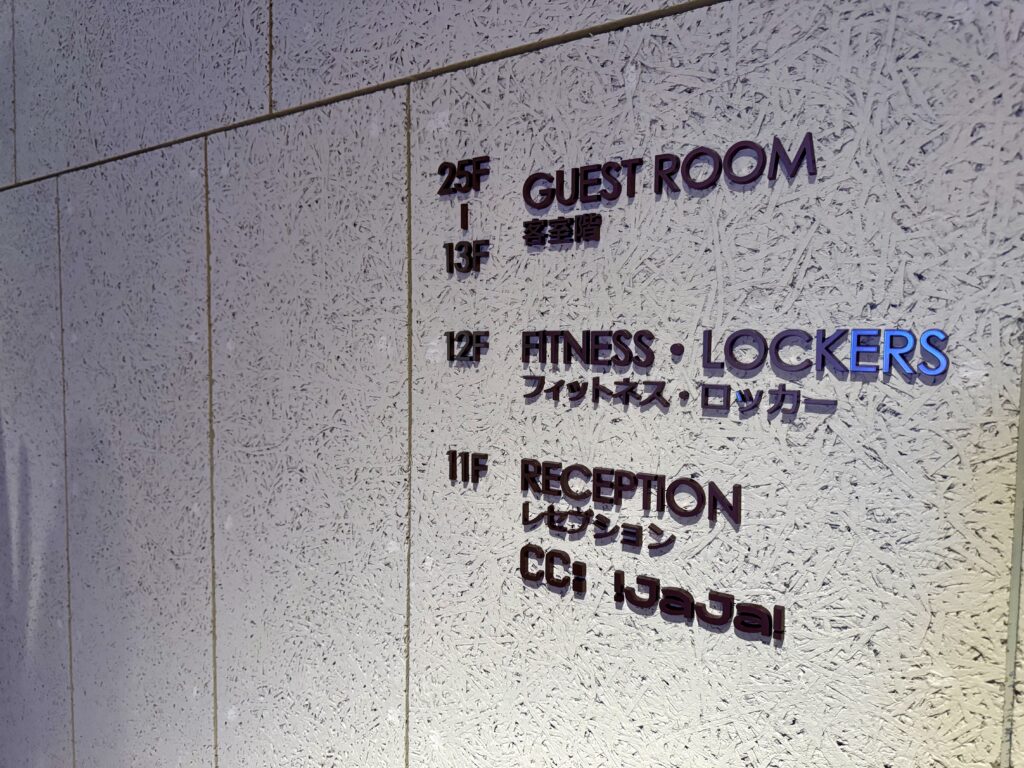 25F
|
13F
GUEST ROOM
客室階
12F
FITNESS・LOCKERS
フィットネス・ロッカー
11F
RECEPTION
レセプション
CC: !JaJa!